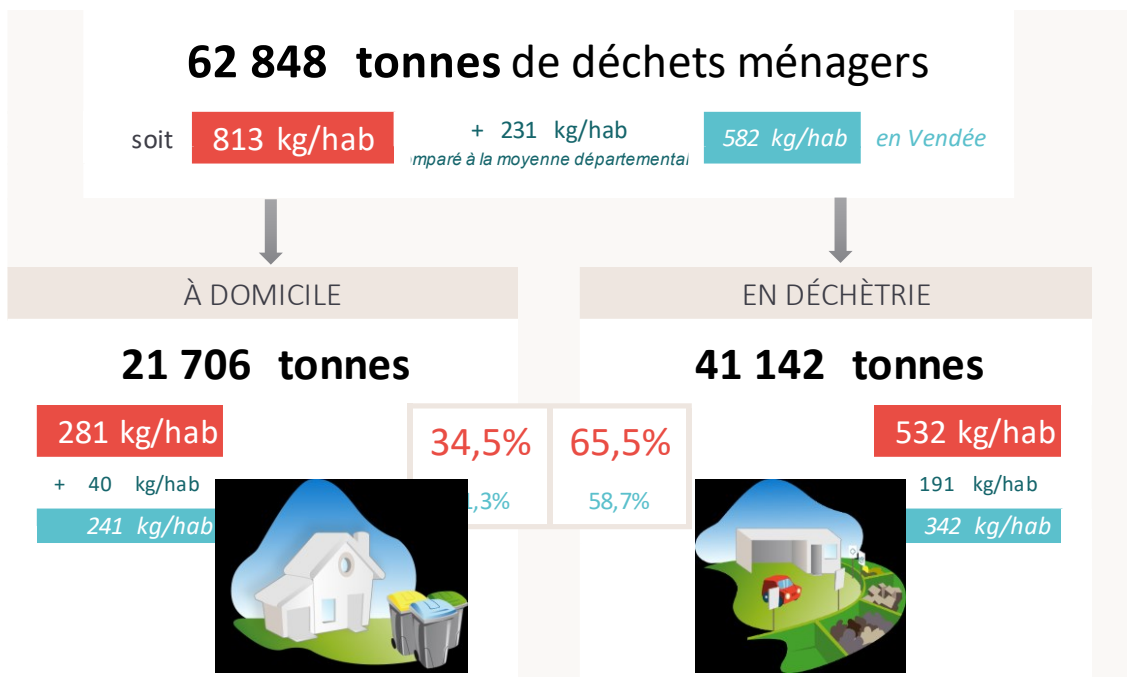 62 848 tonnes de déchets ménagers
soit 813 kg/hab + 231 kg/hab 582 kg/hab en Vendée
à la moyenne
À DOMICILE
21 706 tonnes
281 kg/hab
+ 40 kg/hab
241 kg/hab
34,5% 65,5%
58,7%
EN DÉCHÈTRIE
41 142 tonnes
532 kg/hab
191 kg/hab
342 kg/hab